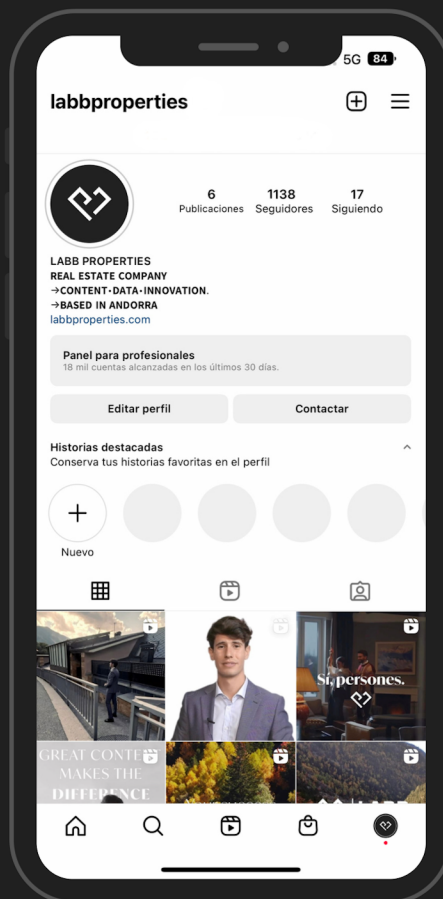 5G 84
labbproperties
6 1138 17
Publicaciones Seguidores Siguiendo
LABB PROPERTIES
REAL ESTATE COMPANY
→CONTENT·DATA·INNOVATION.
→BASED IN ANDORRA
labbproperties.com
Panel para profesionales
18 mil cuentas alcanzadas en los últimos 30 días.
Editar perfil Contactar
Historias destacadas
Conserva tus historias favoritas en el perfil
Nuevo
Sí, persones.
GREAT
MAKES THE
DIFFERENCE